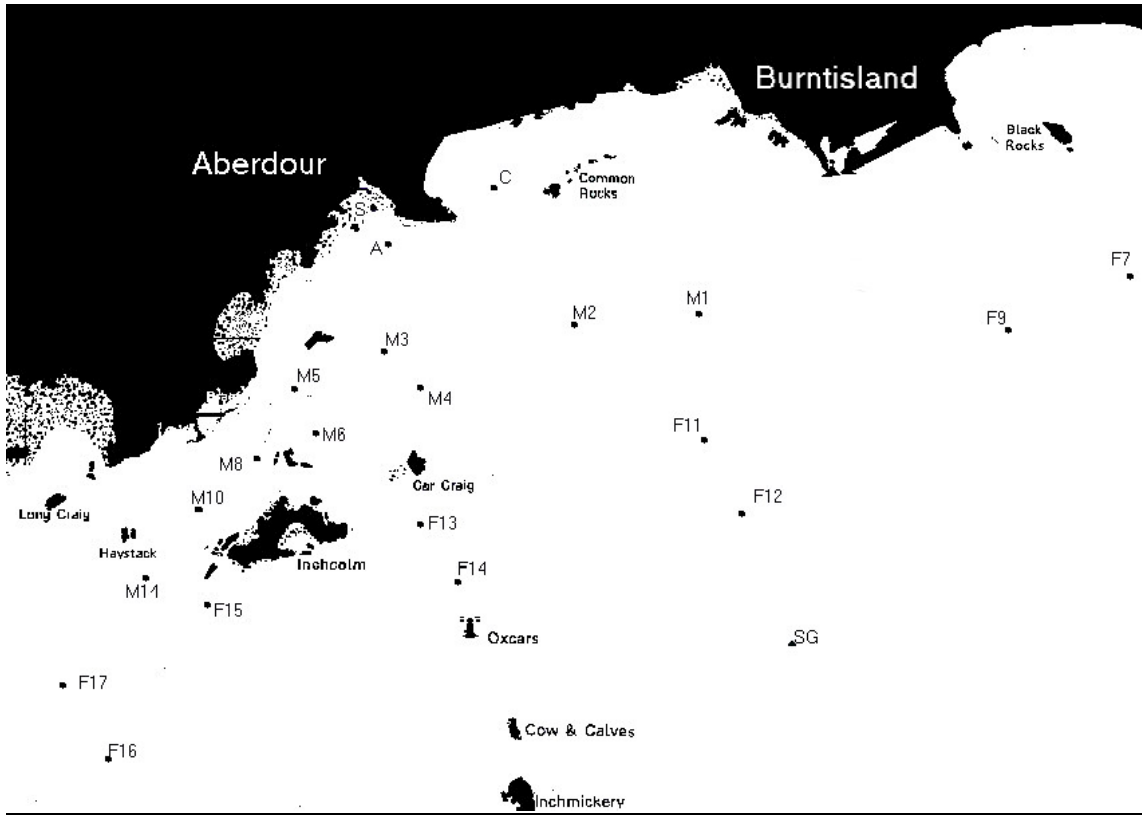 Burntisland
Black
Rocks
Aberdour
C
Common
Rocks
S
A
F7
M1
M2
F9
M3
M5
M4
M6
F11
M8
Car Craig
M10
F12
Long Craig
F13
Haystack
Inchcolm
F14
M14
F15
Oxcars
SG
F17
Cow & Calves
F16
Inchmickery